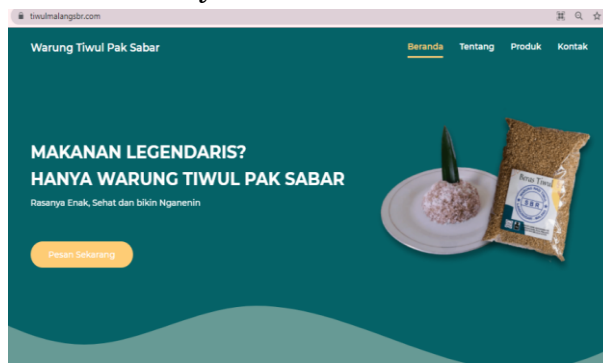 tiwulmalangsbr.com
Warung Tiwul Pak Sabar
Beranda Tentang Produk Kontak
MAKANAN LEGENDARIS?
HANYA WARUNG TIWUL PAK SABAR
Rasanya Enak, Sehat dan bikin Nganenin
Pesan Sekarang
Beras Tiwul
SBR